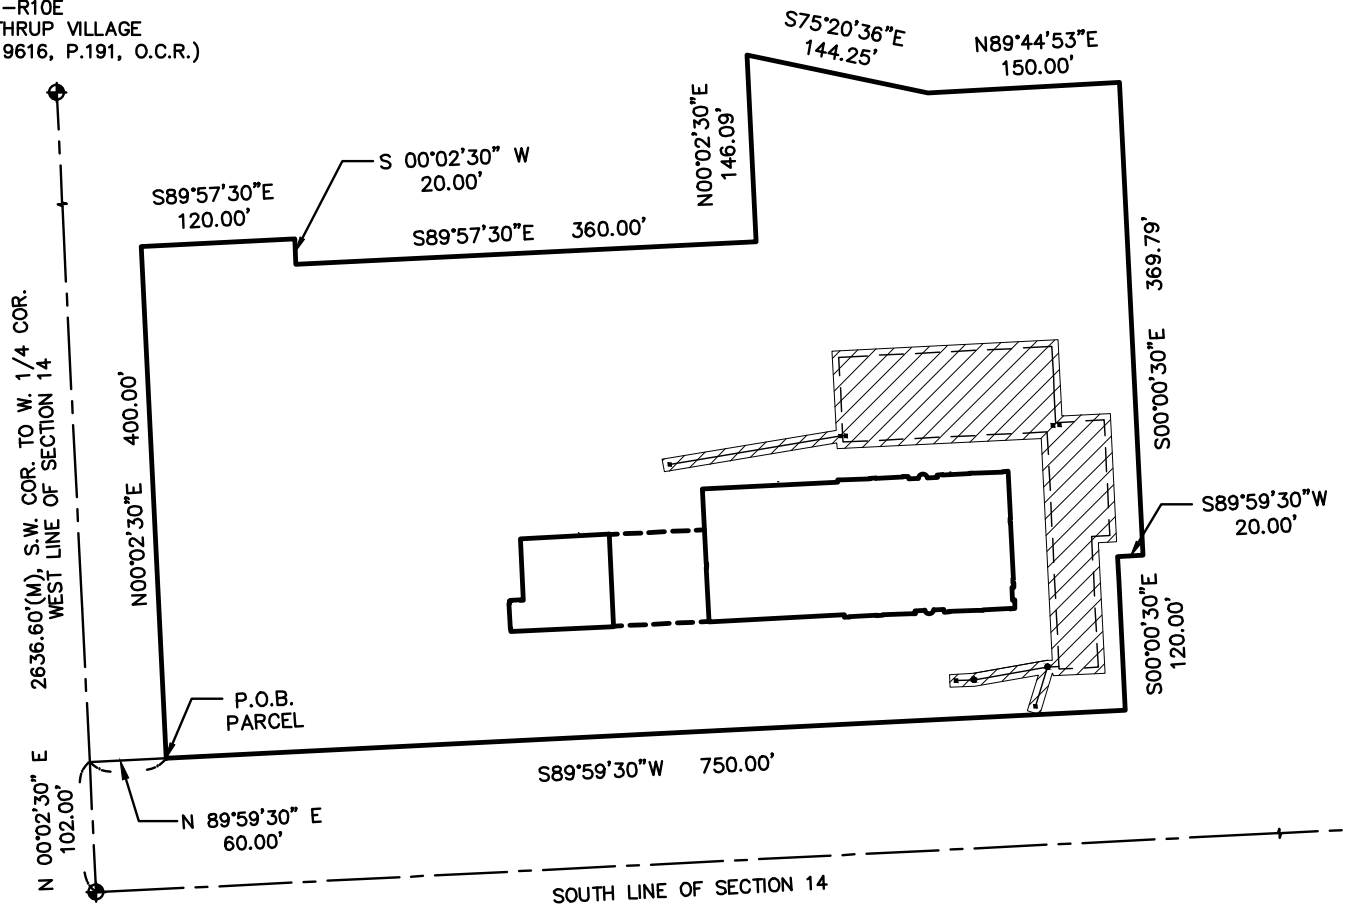 –R10E
THRUP VILLAGE
9616, P.191, O.C.R.)
S75°20'36"E
144.25'
N89°44'53"E
150.00'
N00°02'30"E
146.09'
S 00°02'30" W
20.00'
S89°57'30"E
120.00'
S89°57'30"E 360.00'
369.79'
S00°00'30"E
2636.60'(M), S.W. COR. TO W. 1/4 COR.
WEST LINE OF SECTION 14
N00°02'30"E 400.00'
S89°59'30"W
20.00'
S00°00'30"E
120.00'
P.O.B.
PARCEL
S89°59'30"W 750.00'
N 00°02'30" E
102.00'
N 89°59'30" E
60.00'
SOUTH LINE OF SECTION 14